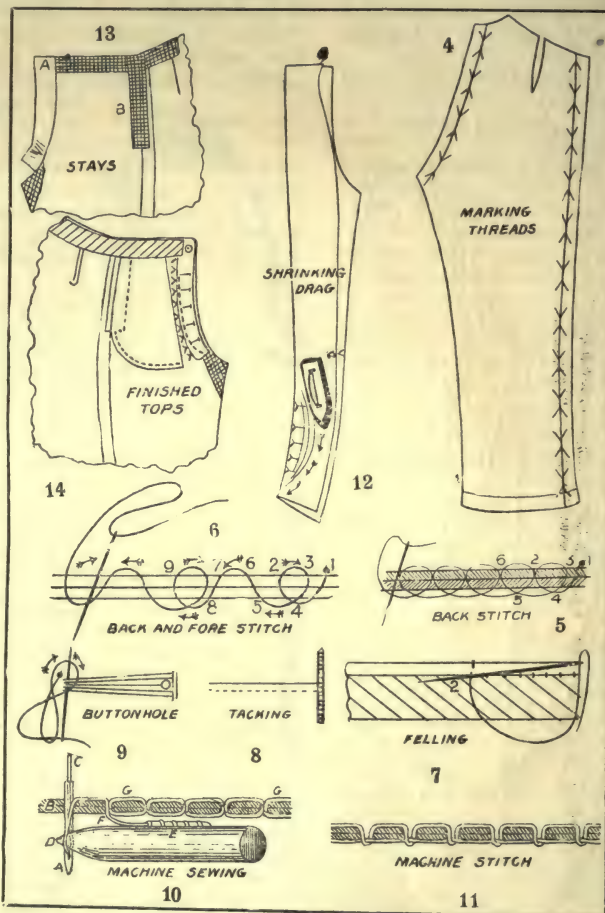 13
A
B
STAYS
4
MARKING
THREADS
SHRINKING
DRAG
B
12
FINISHED
TOPS
14
6
9 7 6 2 3 1
8 5 4
BACK AND FORE STITCH
6 2 3 1
5 4
BACK STITCH
5
BUTTONHOLE
9
TACKING
8
2
FELLING
7
C
B G G
F
D E
A
MACHINE SEWING
10
MACHINE STITCH
11